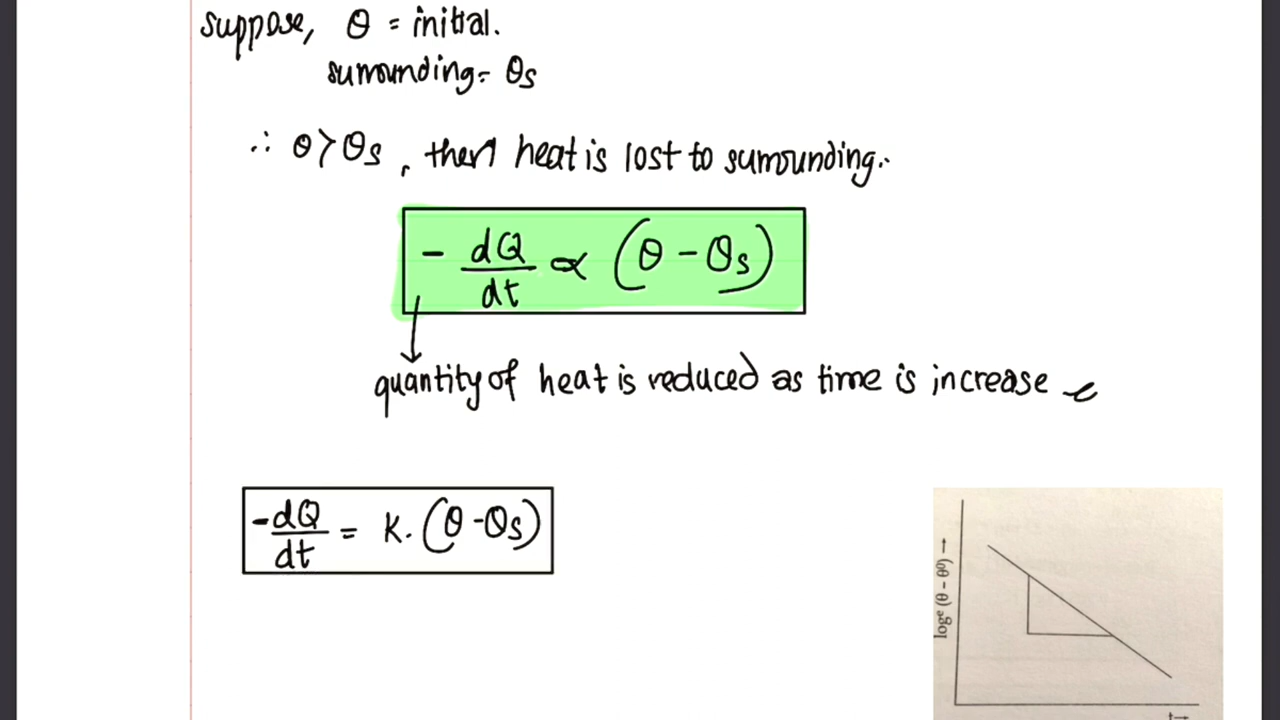 suppose, θ = initial.
surrounding = θs
∴ θ > θs, then heat is lost to surrounding.
- dQ/dt ∝ (θ - θs)
quantity of heat is reduced as time is increase
-dQ/dt = K. (θ - θs)
logᵉ (θ – θ⁰) →
t→